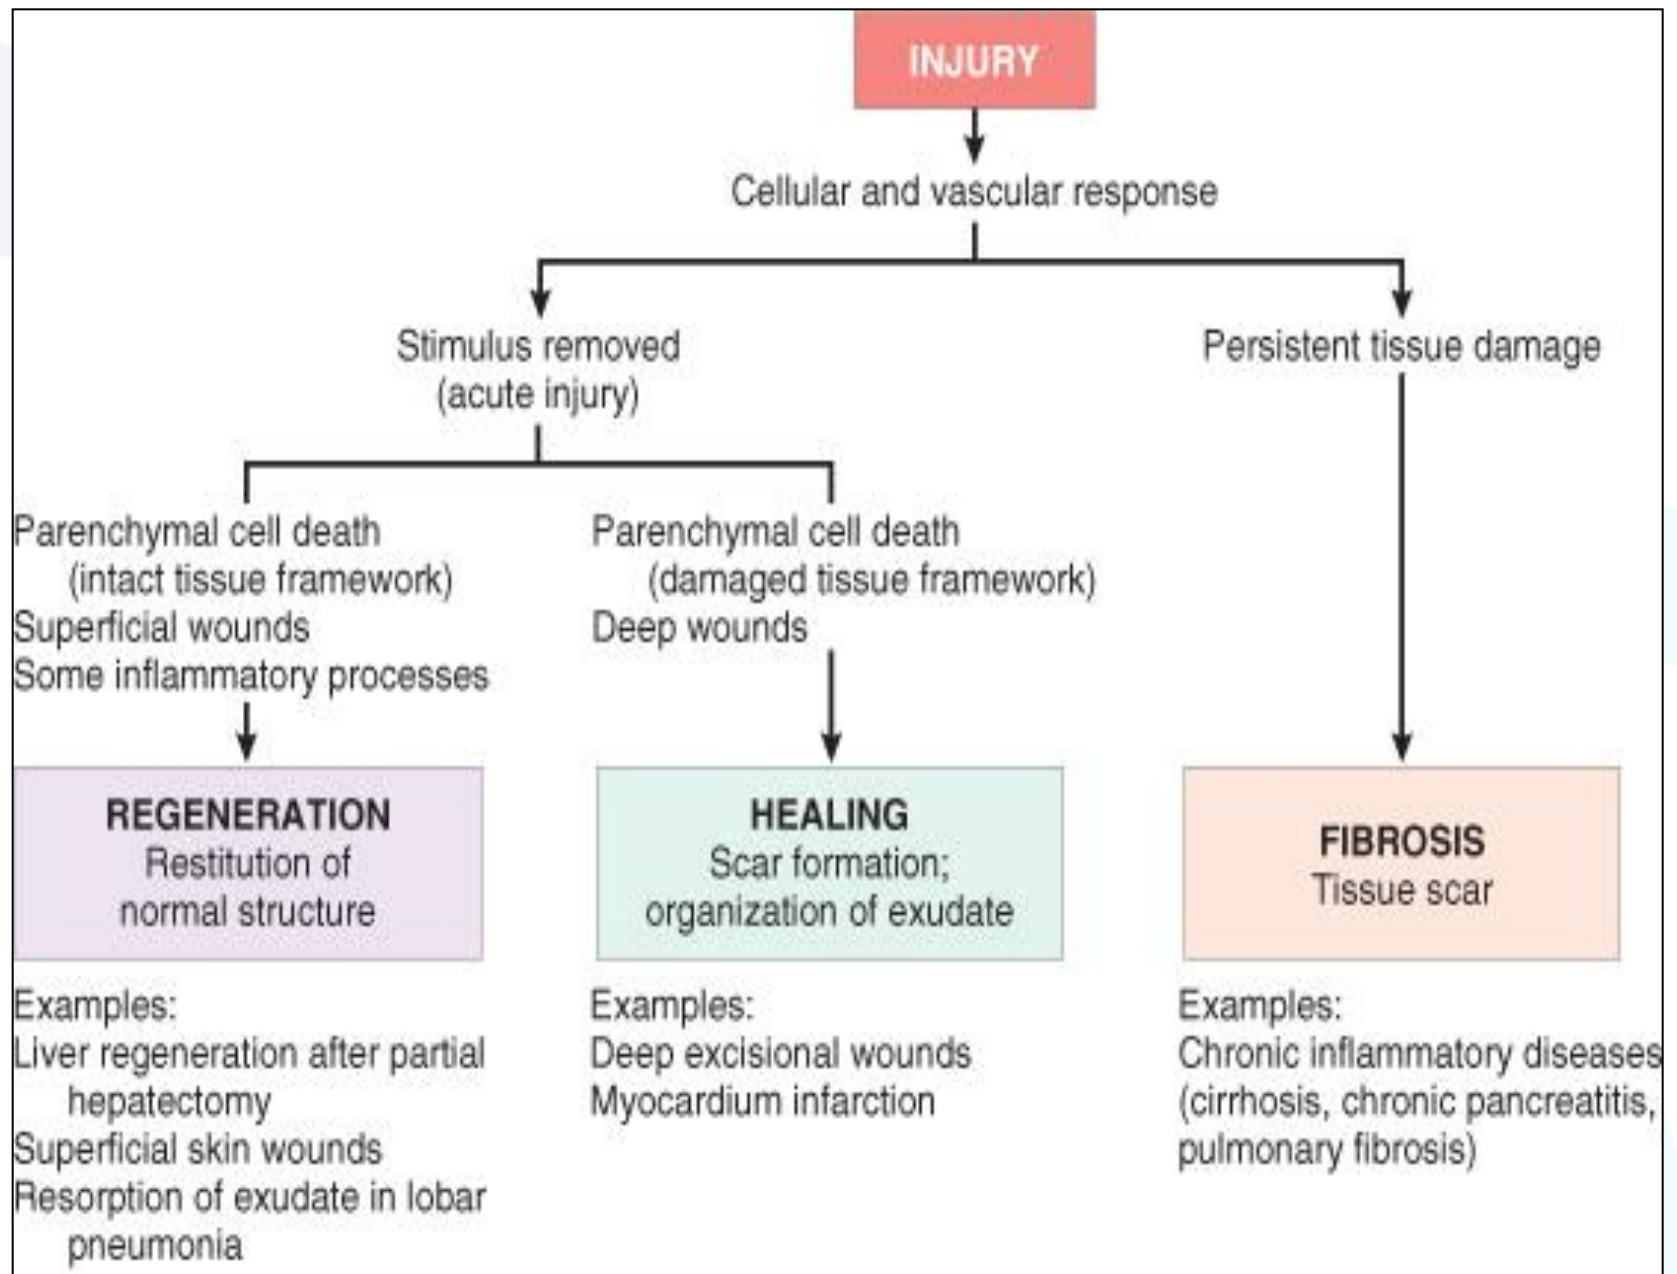 INJURY
Cellular and vascular response
Stimulus removed
(acute injury)
Persistent tissue damage
Parenchymal cell death
(intact tissue framework)
Superficial wounds
Some inflammatory processes
Parenchymal cell death
(damaged tissue framework)
Deep wounds
REGENERATION
Restitution of
normal structure
HEALING
Scar formation;
organization of exudate
FIBROSIS
Tissue scar
Examples:
Liver regeneration after partial
hepatectomy
Superficial skin wounds
Resorption of exudate in lobar
pneumonia
Examples:
Deep excisional wounds
Myocardium infarction
Examples:
Chronic inflammatory diseases
(cirrhosis, chronic pancreatitis,
pulmonary fibrosis)